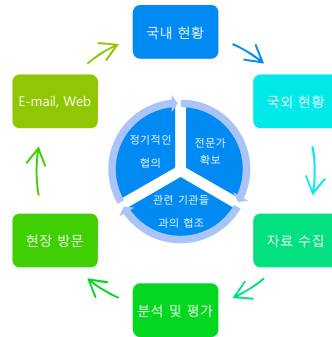 국내 현황
국외 현황
자료 수집
분석 및 평가
현장 방문
E-mail, Web
정기적인
협의
전문가
확보
관련 기관들
과의 협조